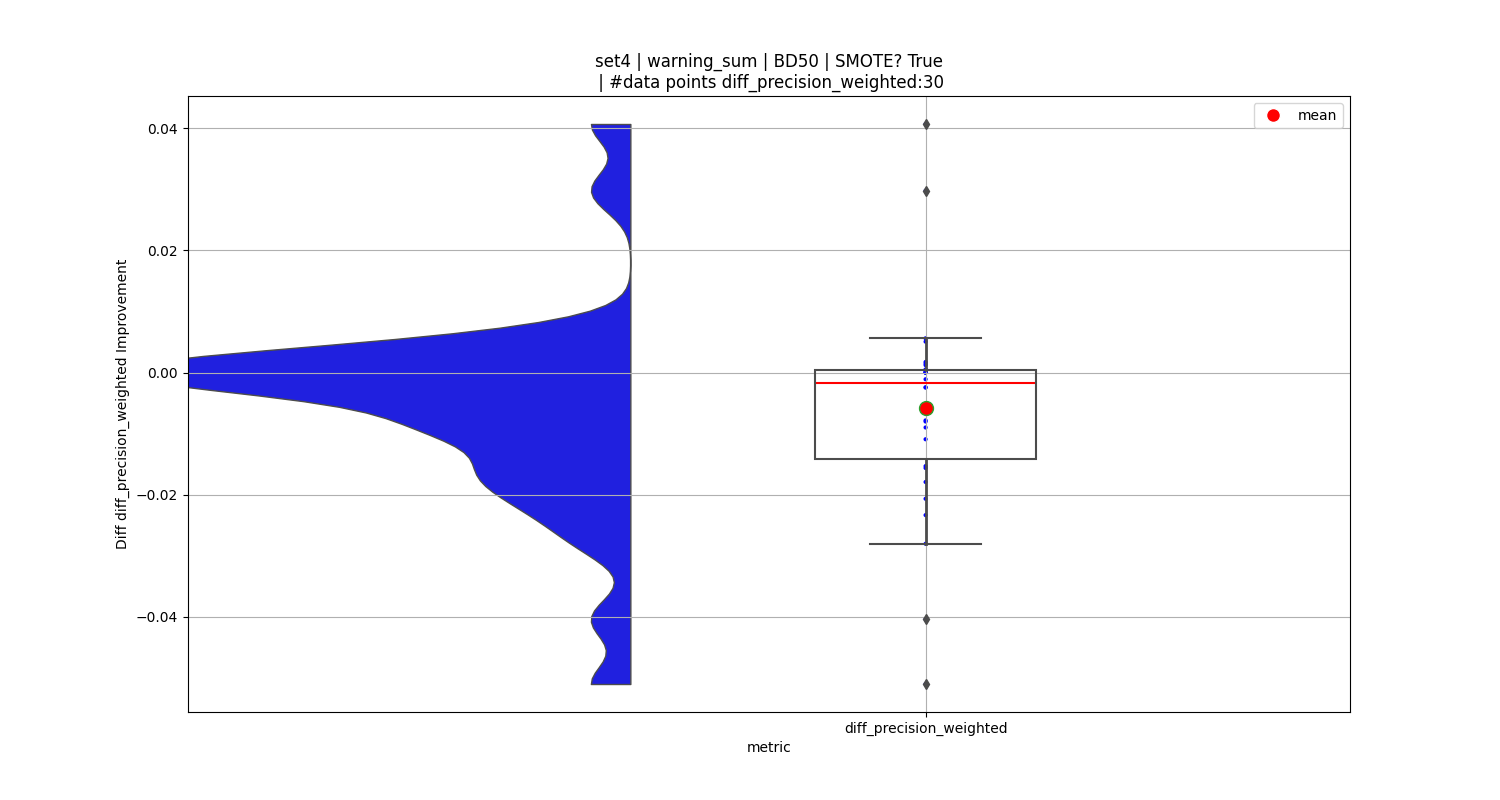 set4 | warning_sum | BD50 | SMOTE? True
| #data points diff_precision_weighted:30
mean
Diff diff_precision_weighted Improvement
0.04
0.02
0.00
−0.02
−0.04
diff_precision_weighted
metric